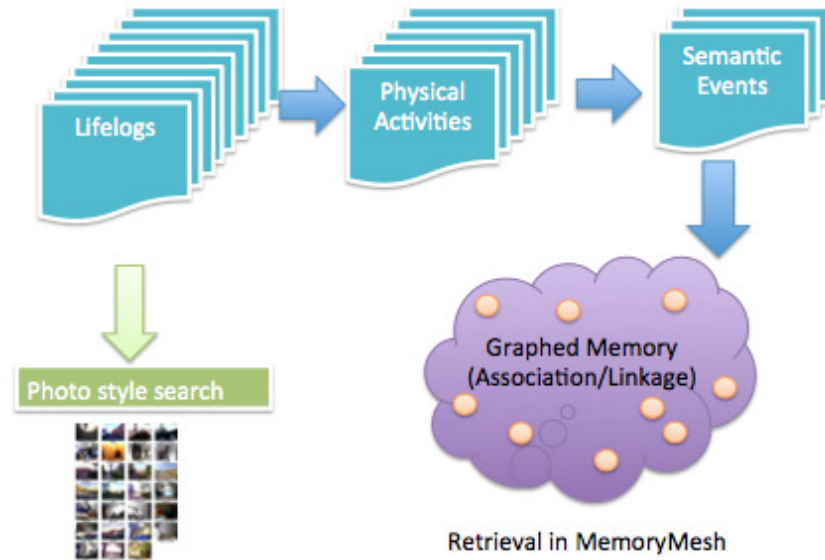 Lifelogs
Physical
Activities
Semantic
Events
Photo style search
Graphed Memory
(Association/Linkage)
Retrieval in MemoryMesh